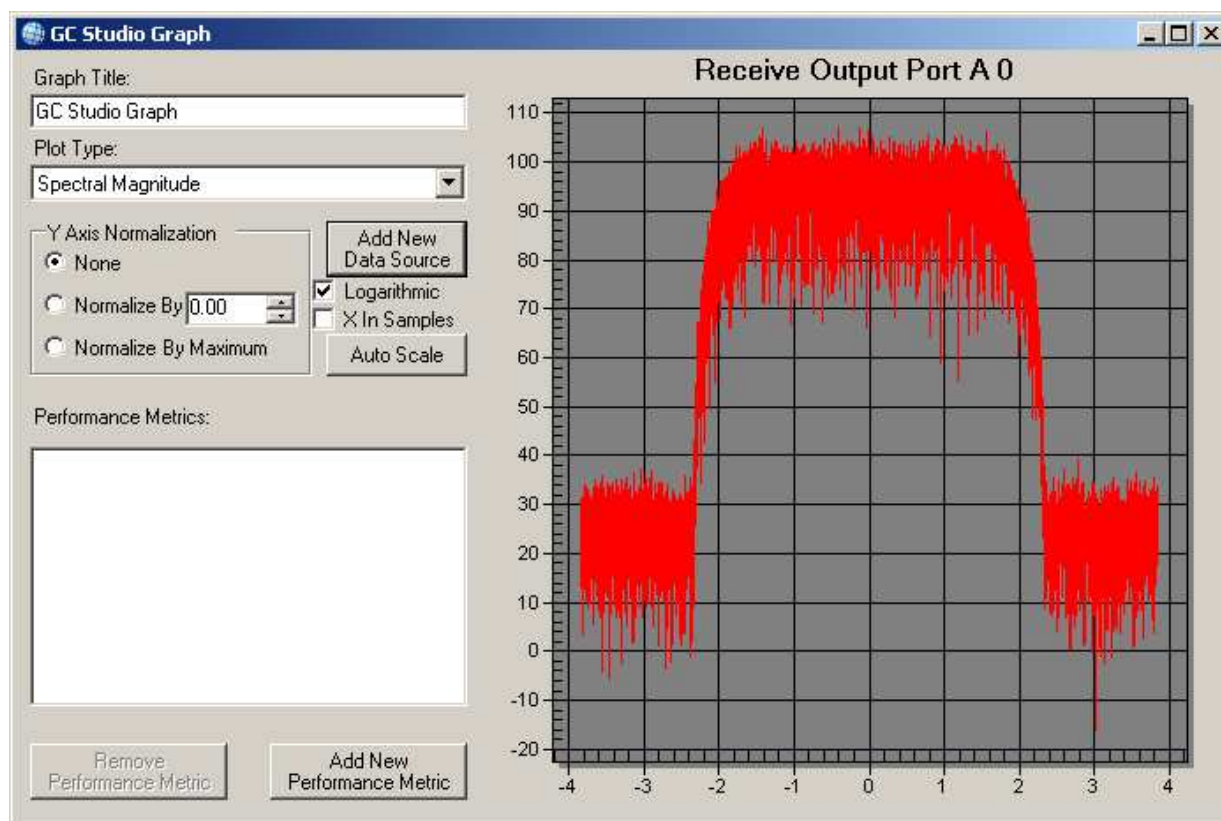 GC Studio Graph
Graph Title:
GC Studio Graph
Plot Type:
Spectral Magnitude
Y Axis Normalization
None
Normalize By 0.00
Normalize By Maximum
Add New
Data Source
Logarithmic
X In Samples
Auto Scale
Performance Metrics:
Remove
Performance Metric
Add New
Performance Metric
Receive Output Port A 0
110
100
90
80
70
60
50
40
30
20
10
0
-10
-20
-4 -3 -2 -1 0 1 2 3 4